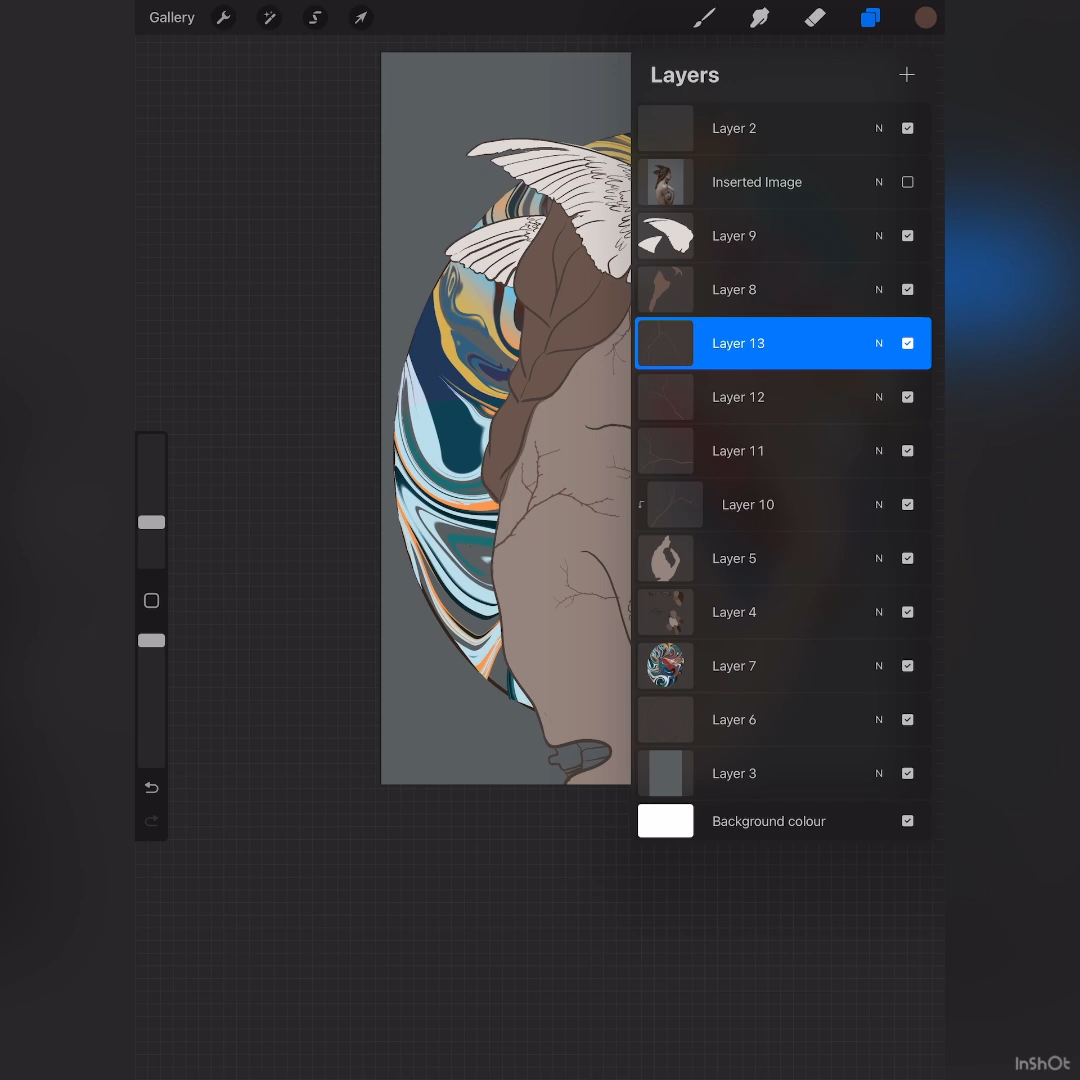 Gallery
Layers
Layer 2 N
Inserted Image N
Layer 9 N
Layer 8 N
Layer 13 N
Layer 12 N
Layer 11 N
Layer 10 N
Layer 5 N
Layer 4 N
Layer 7 N
Layer 6 N
Layer 3 N
Background colour
InShOt